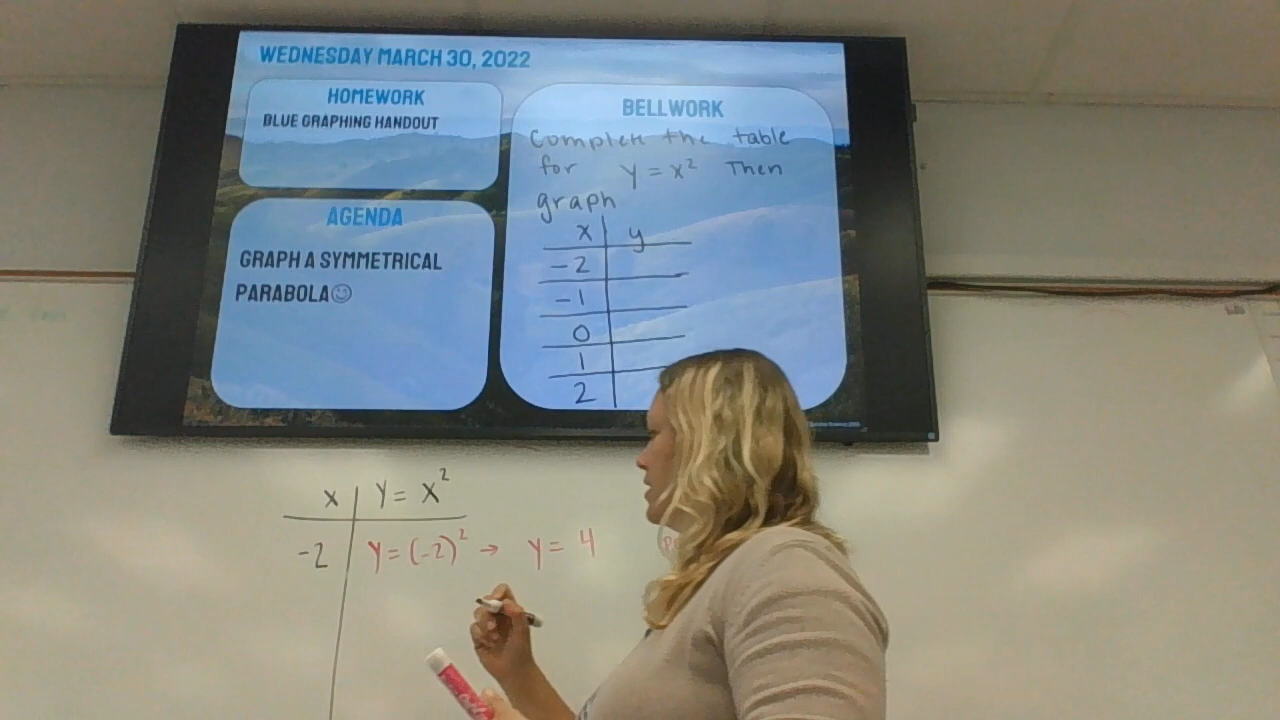 WEDNESDAY MARCH 30, 2022
HOMEWORK
BLUE GRAPHING HANDOUT
AGENDA
GRAPH A SYMMETRICAL
PARABOLA☺
BELLWORK
Complete the table
for y = x² Then
graph
x y
-2
-1
0
1
2
x y = x²
-2 y = (-2)² → y = 4